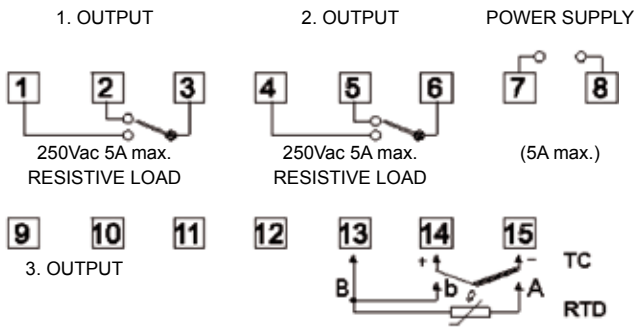 1. OUTPUT 2. OUTPUT POWER SUPPLY
1 2 3 4 5 6 7 8
250Vac 5A max. 250Vac 5A max. (5A max.)
RESISTIVE LOAD RESISTIVE LOAD
9 10 11 12 13 14 15
3. OUTPUT + - TC
B b A
RTD